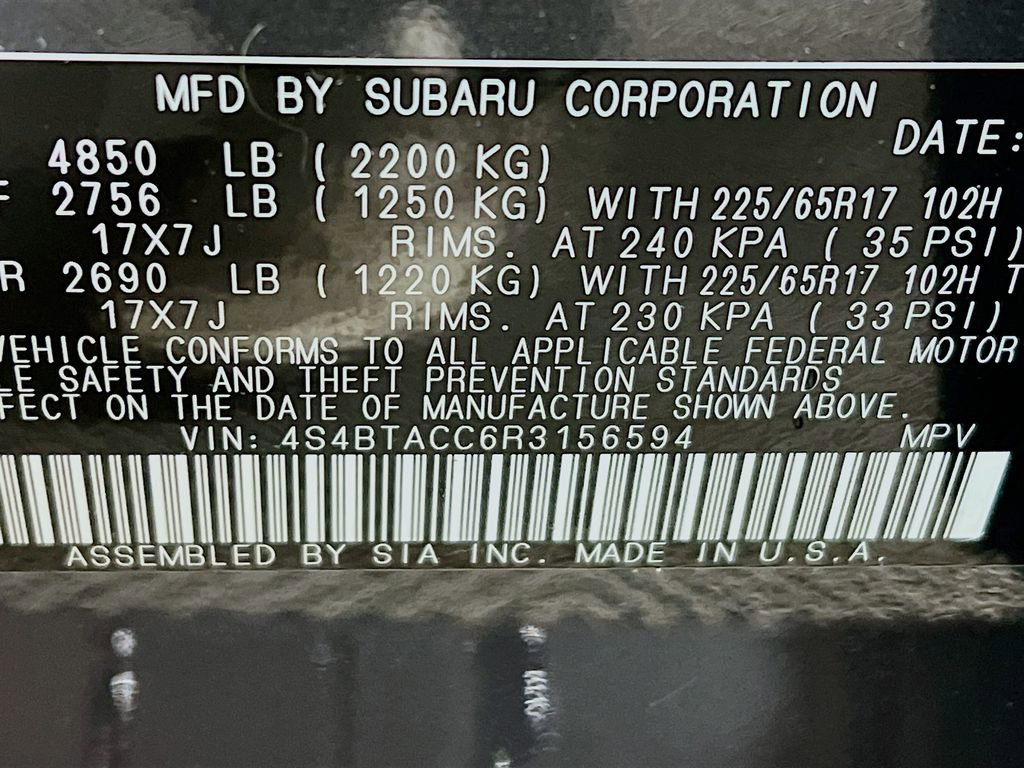 MFD BY SUBARU CORPORATION
DATE:
4850 LB ( 2200 KG)
F 2756 LB ( 1250 KG) WITH 225/65R17 102H
17X7J RIMS. AT 240 KPA ( 35 PSI)
R 2690 LB ( 1220 KG) WITH 225/65R17 102H T
17X7J RIMS. AT 230 KPA ( 33 PSI)
VEHICLE CONFORMS TO ALL APPLICABLE FEDERAL MOTOR
LE SAFETY AND THEFT PREVENTION STANDARDS
FFECT ON THE DATE OF MANUFACTURE SHOWN ABOVE.
VIN: 4S4BTACC6R3156594 MPV
ASSEMBLED BY SIA INC. MADE IN U.S.A.